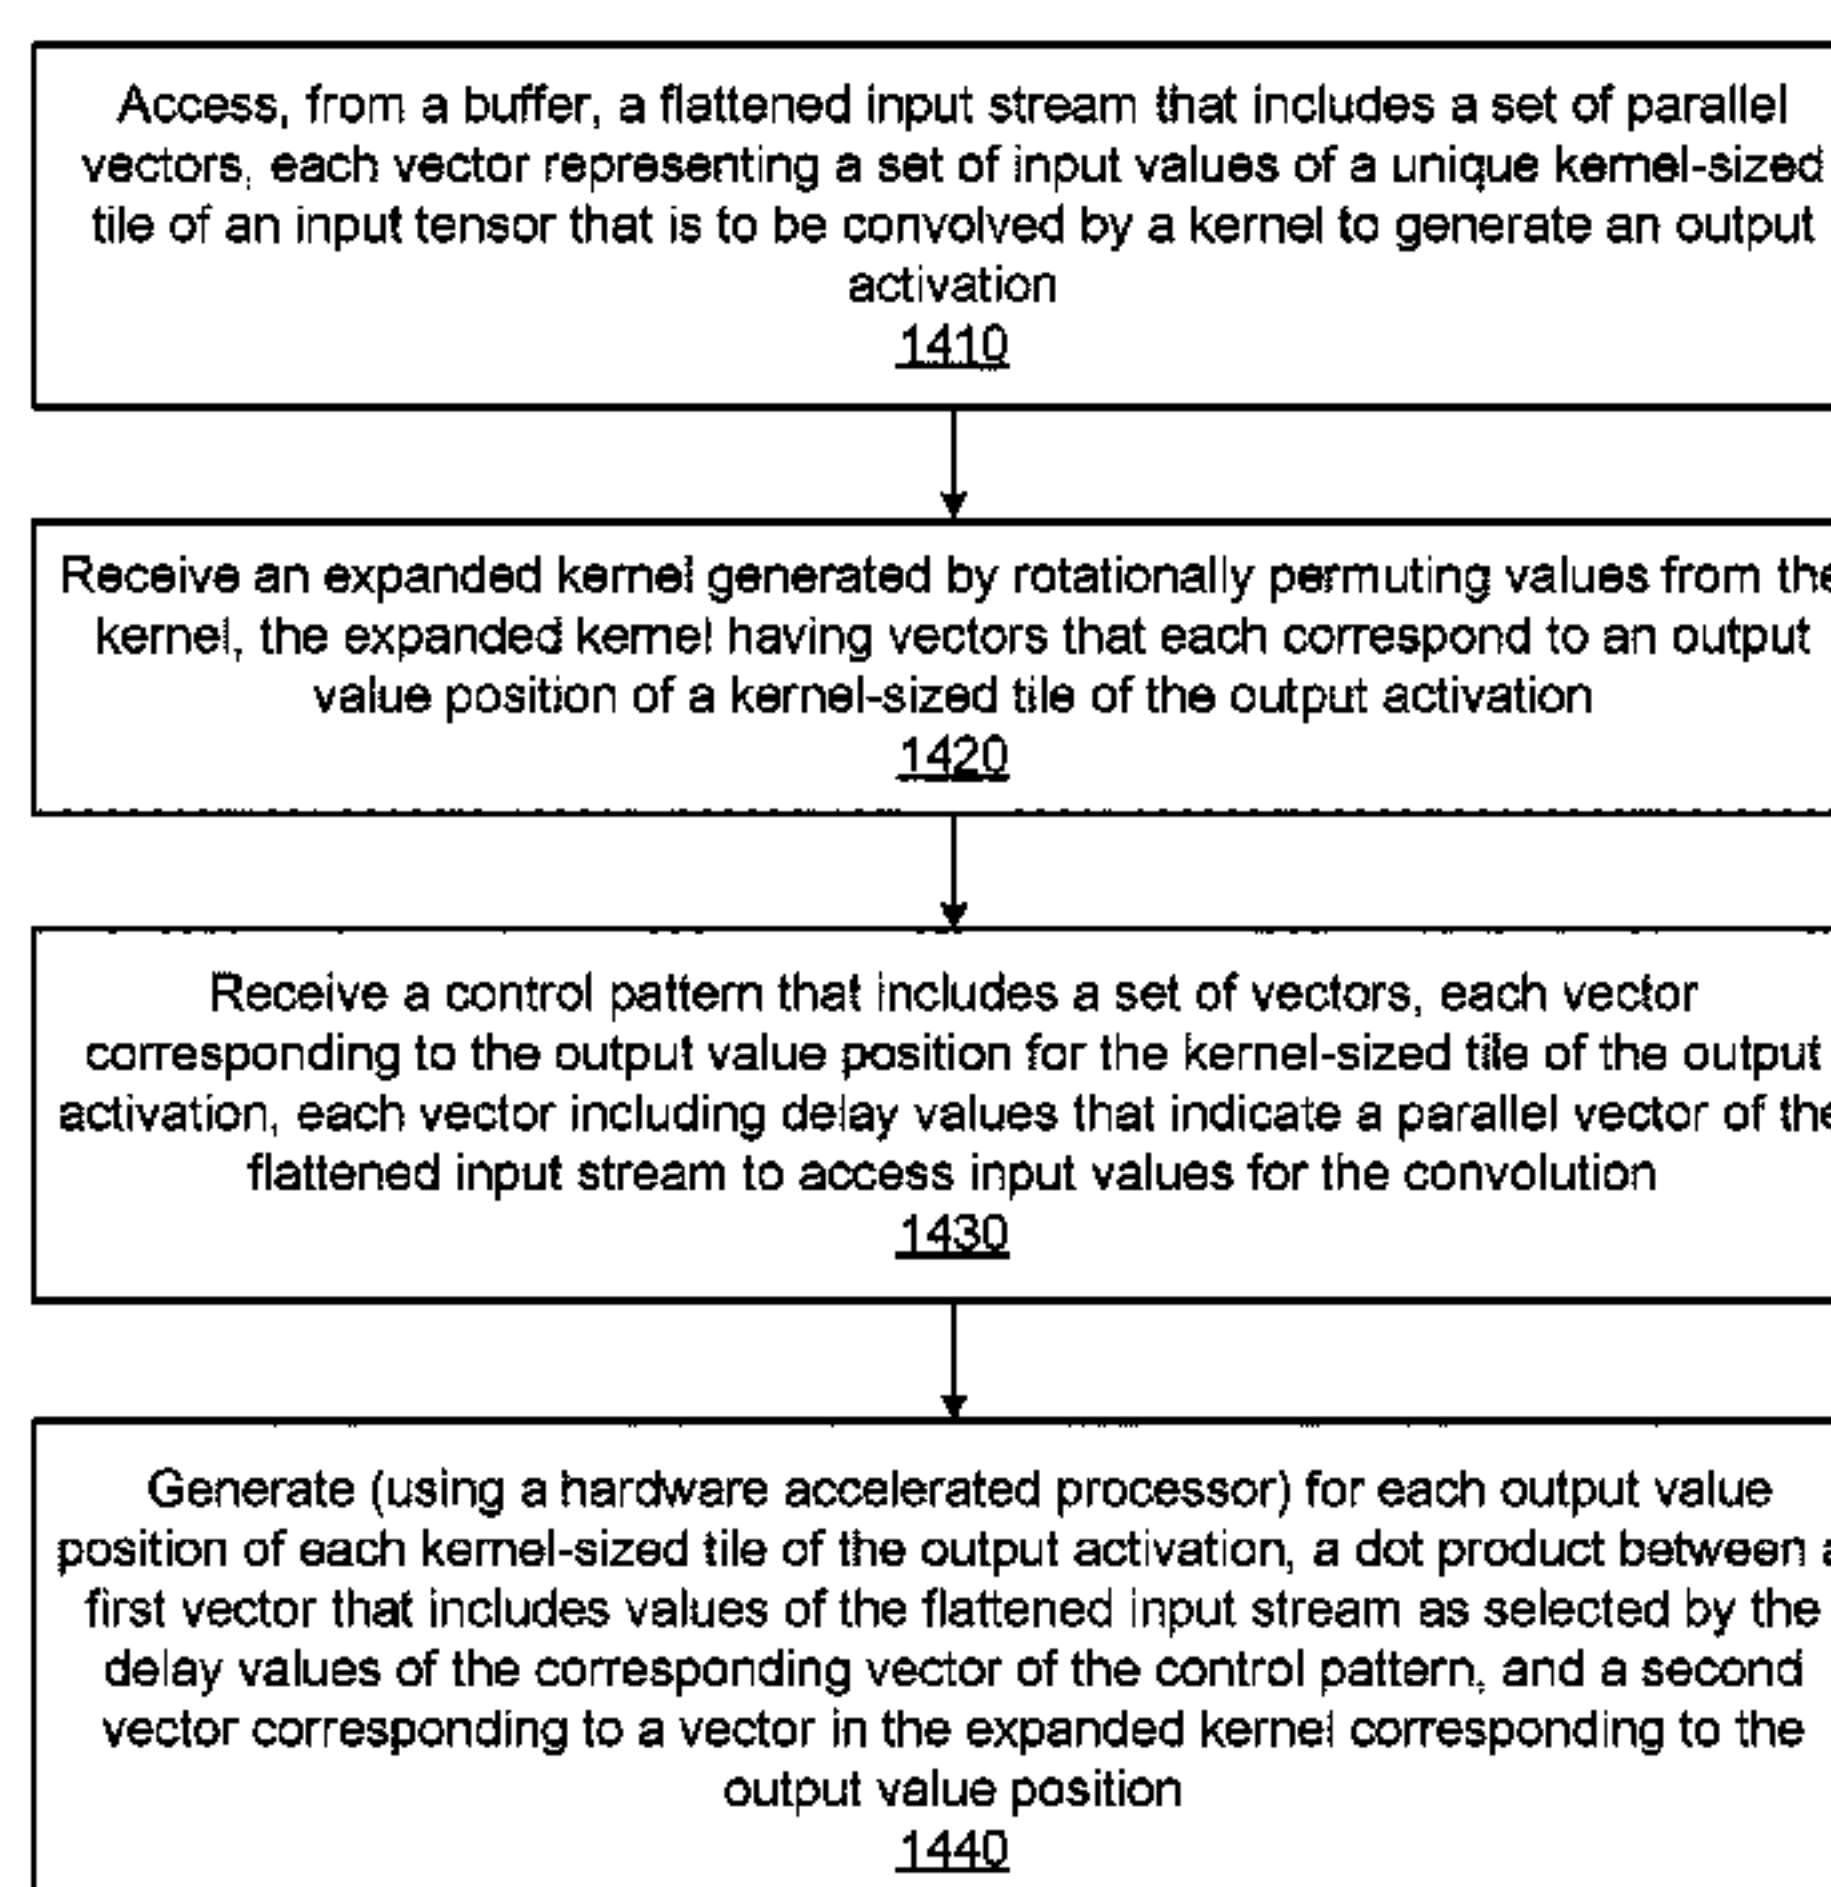 Access, from a buffer, a flattened input stream that includes a set of parallel
vectors, each vector representing a set of input values of a unique kernel-sized
tile of an input tensor that is to be convolved by a kernel to generate an output
activation
1410
Receive an expanded kernel generated by rotationally permuting values from the
kernel, the expanded kernel having vectors that each correspond to an output
value position of a kernel-sized tile of the output activation
1420
Receive a control pattern that includes a set of vectors, each vector
corresponding to the output value position for the kernel-sized tile of the output
activation, each vector including delay values that indicate a parallel vector of the
flattened input stream to access input values for the convolution
1430
Generate (using a hardware accelerated processor) for each output value
position of each kernel-sized tile of the output activation, a dot product between a
first vector that includes values of the flattened input stream as selected by the
delay values of the corresponding vector of the control pattern, and a second
vector corresponding to a vector in the expanded kernel corresponding to the
output value position
1440